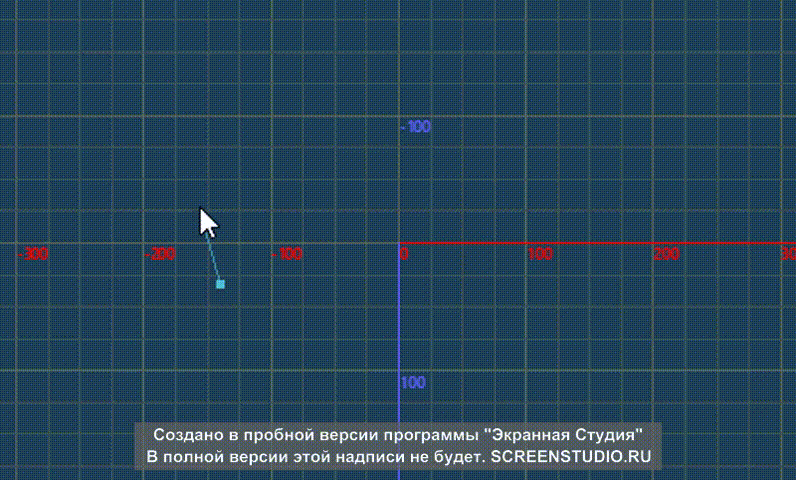 -100
-300 -200 -100 0 100 200 30
100
Создано в пробной версии программы "Экранная Студия"
В полной версии этой надписи не будет. SCREENSTUDIO.RU